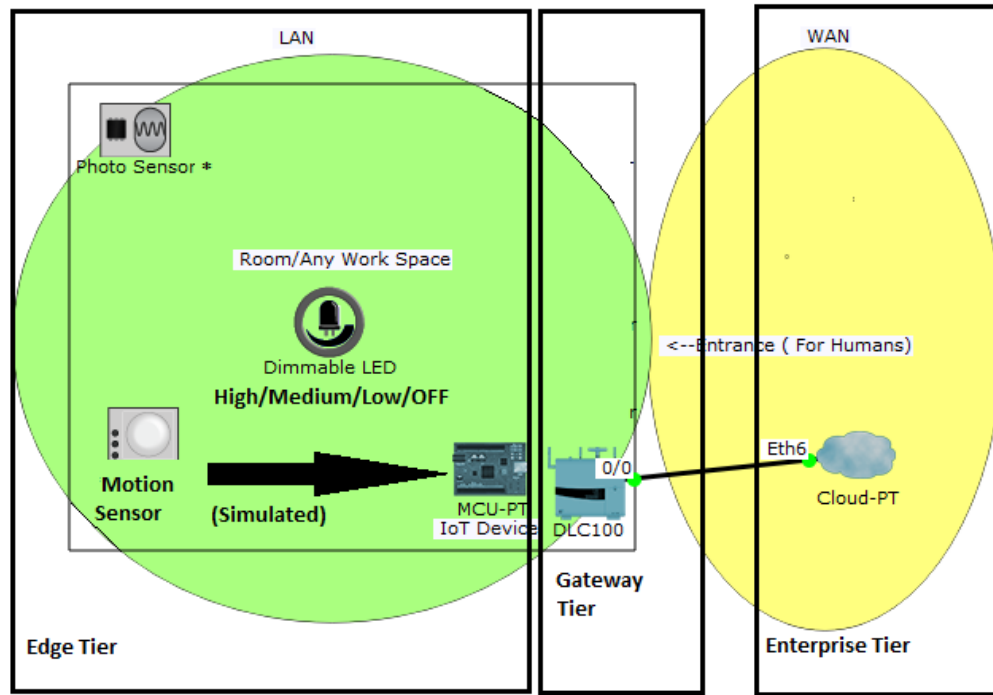 LAN
WAN
Photo Sensor *
Room/Any Work Space
Dimmable LED
High/Medium/Low/OFF
<--Entrance ( For Humans)
Motion
Sensor
(Simulated)
MCU-PT
IoT Device
0/0
DLC100
Eth6
Cloud-PT
Edge Tier
Gateway
Tier
Enterprise Tier